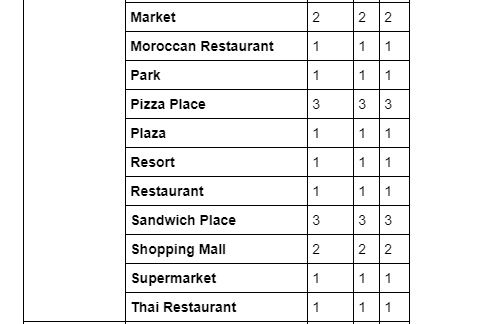 Market 2 2 2
Moroccan Restaurant 1 1 1
Park 1 1 1
Pizza Place 3 3 3
Plaza 1 1 1
Resort 1 1 1
Restaurant 1 1 1
Sandwich Place 3 3 3
Shopping Mall 2 2 2
Supermarket 1 1 1
Thai Restaurant 1 1 1